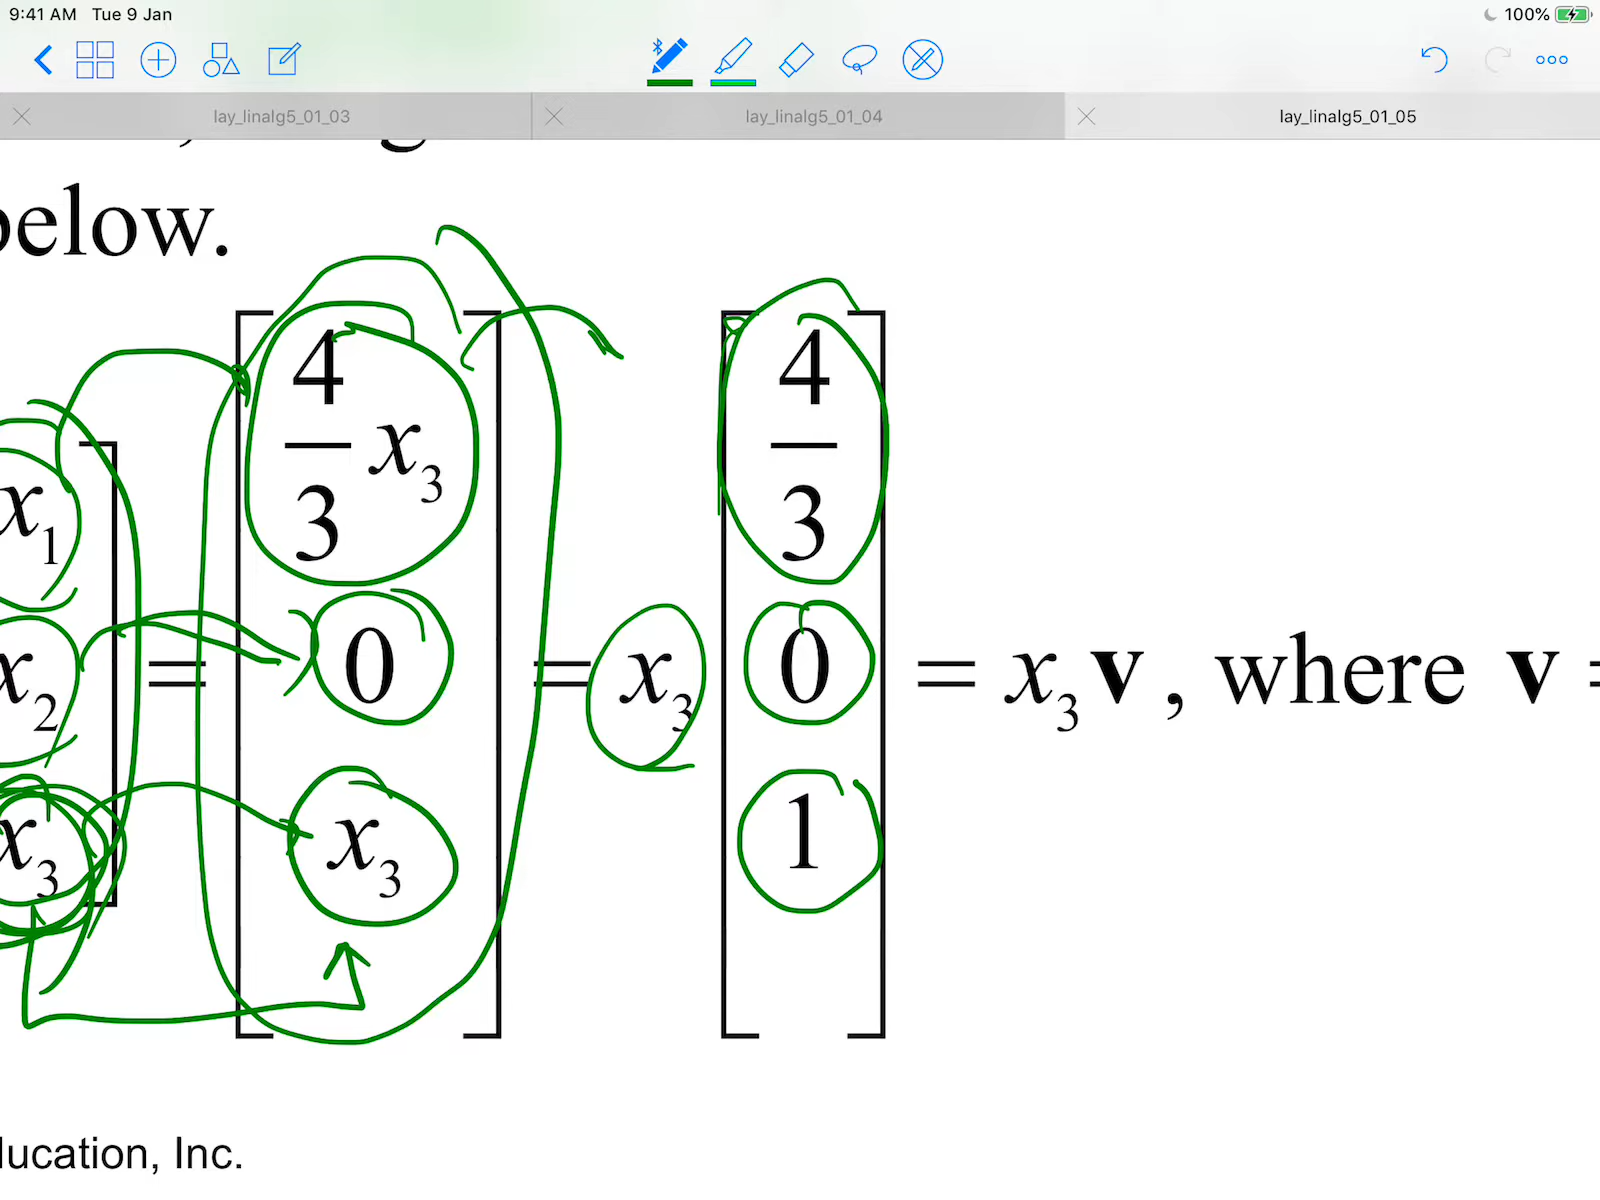 9:41 AM Tue 9 Jan 100%
lay_linalg5_01_03 lay_linalg5_01_04 lay_linalg5_01_05
below.
[x₁ x₂ x₃] = [4/3 x₃ 0 x₃] = x₃ [4/3 0 1] = x₃v, where v =
ducation, Inc.